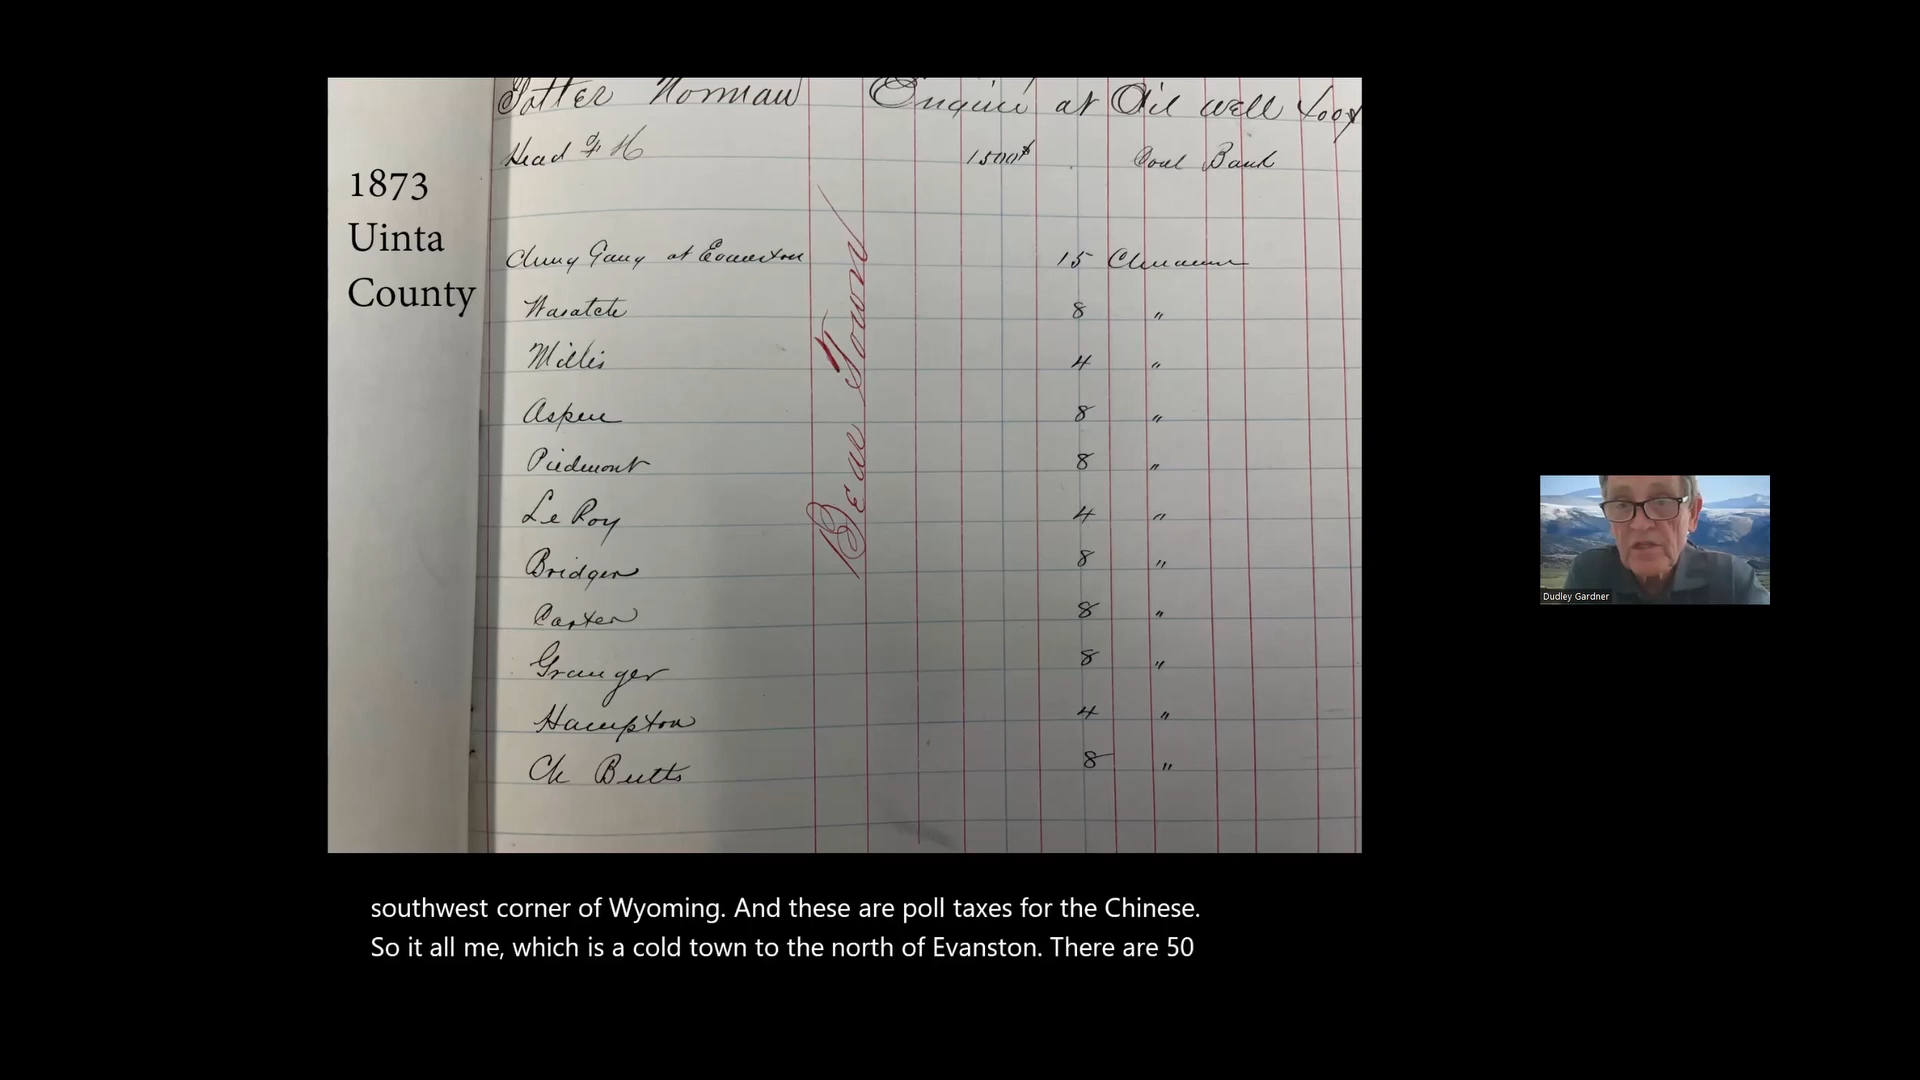 1873
Uinta
County
Potter Norman Engine at Oil well 400$
Head F H 1500$ Coal Bank
Chung Gang at Evanston 15 Chinamen
Wasatch 8 "
Millis 4 "
Aspen 8 "
Piedmont 8 "
Le Roy 4 "
Bridger 8 "
Carter 8 "
Granger 8 "
Hampton 4 "
Ch Butts 8 "
Bear Town
Dudley Gardner
southwest corner of Wyoming. And these are poll taxes for the Chinese.
So it all me, which is a cold town to the north of Evanston. There are 50